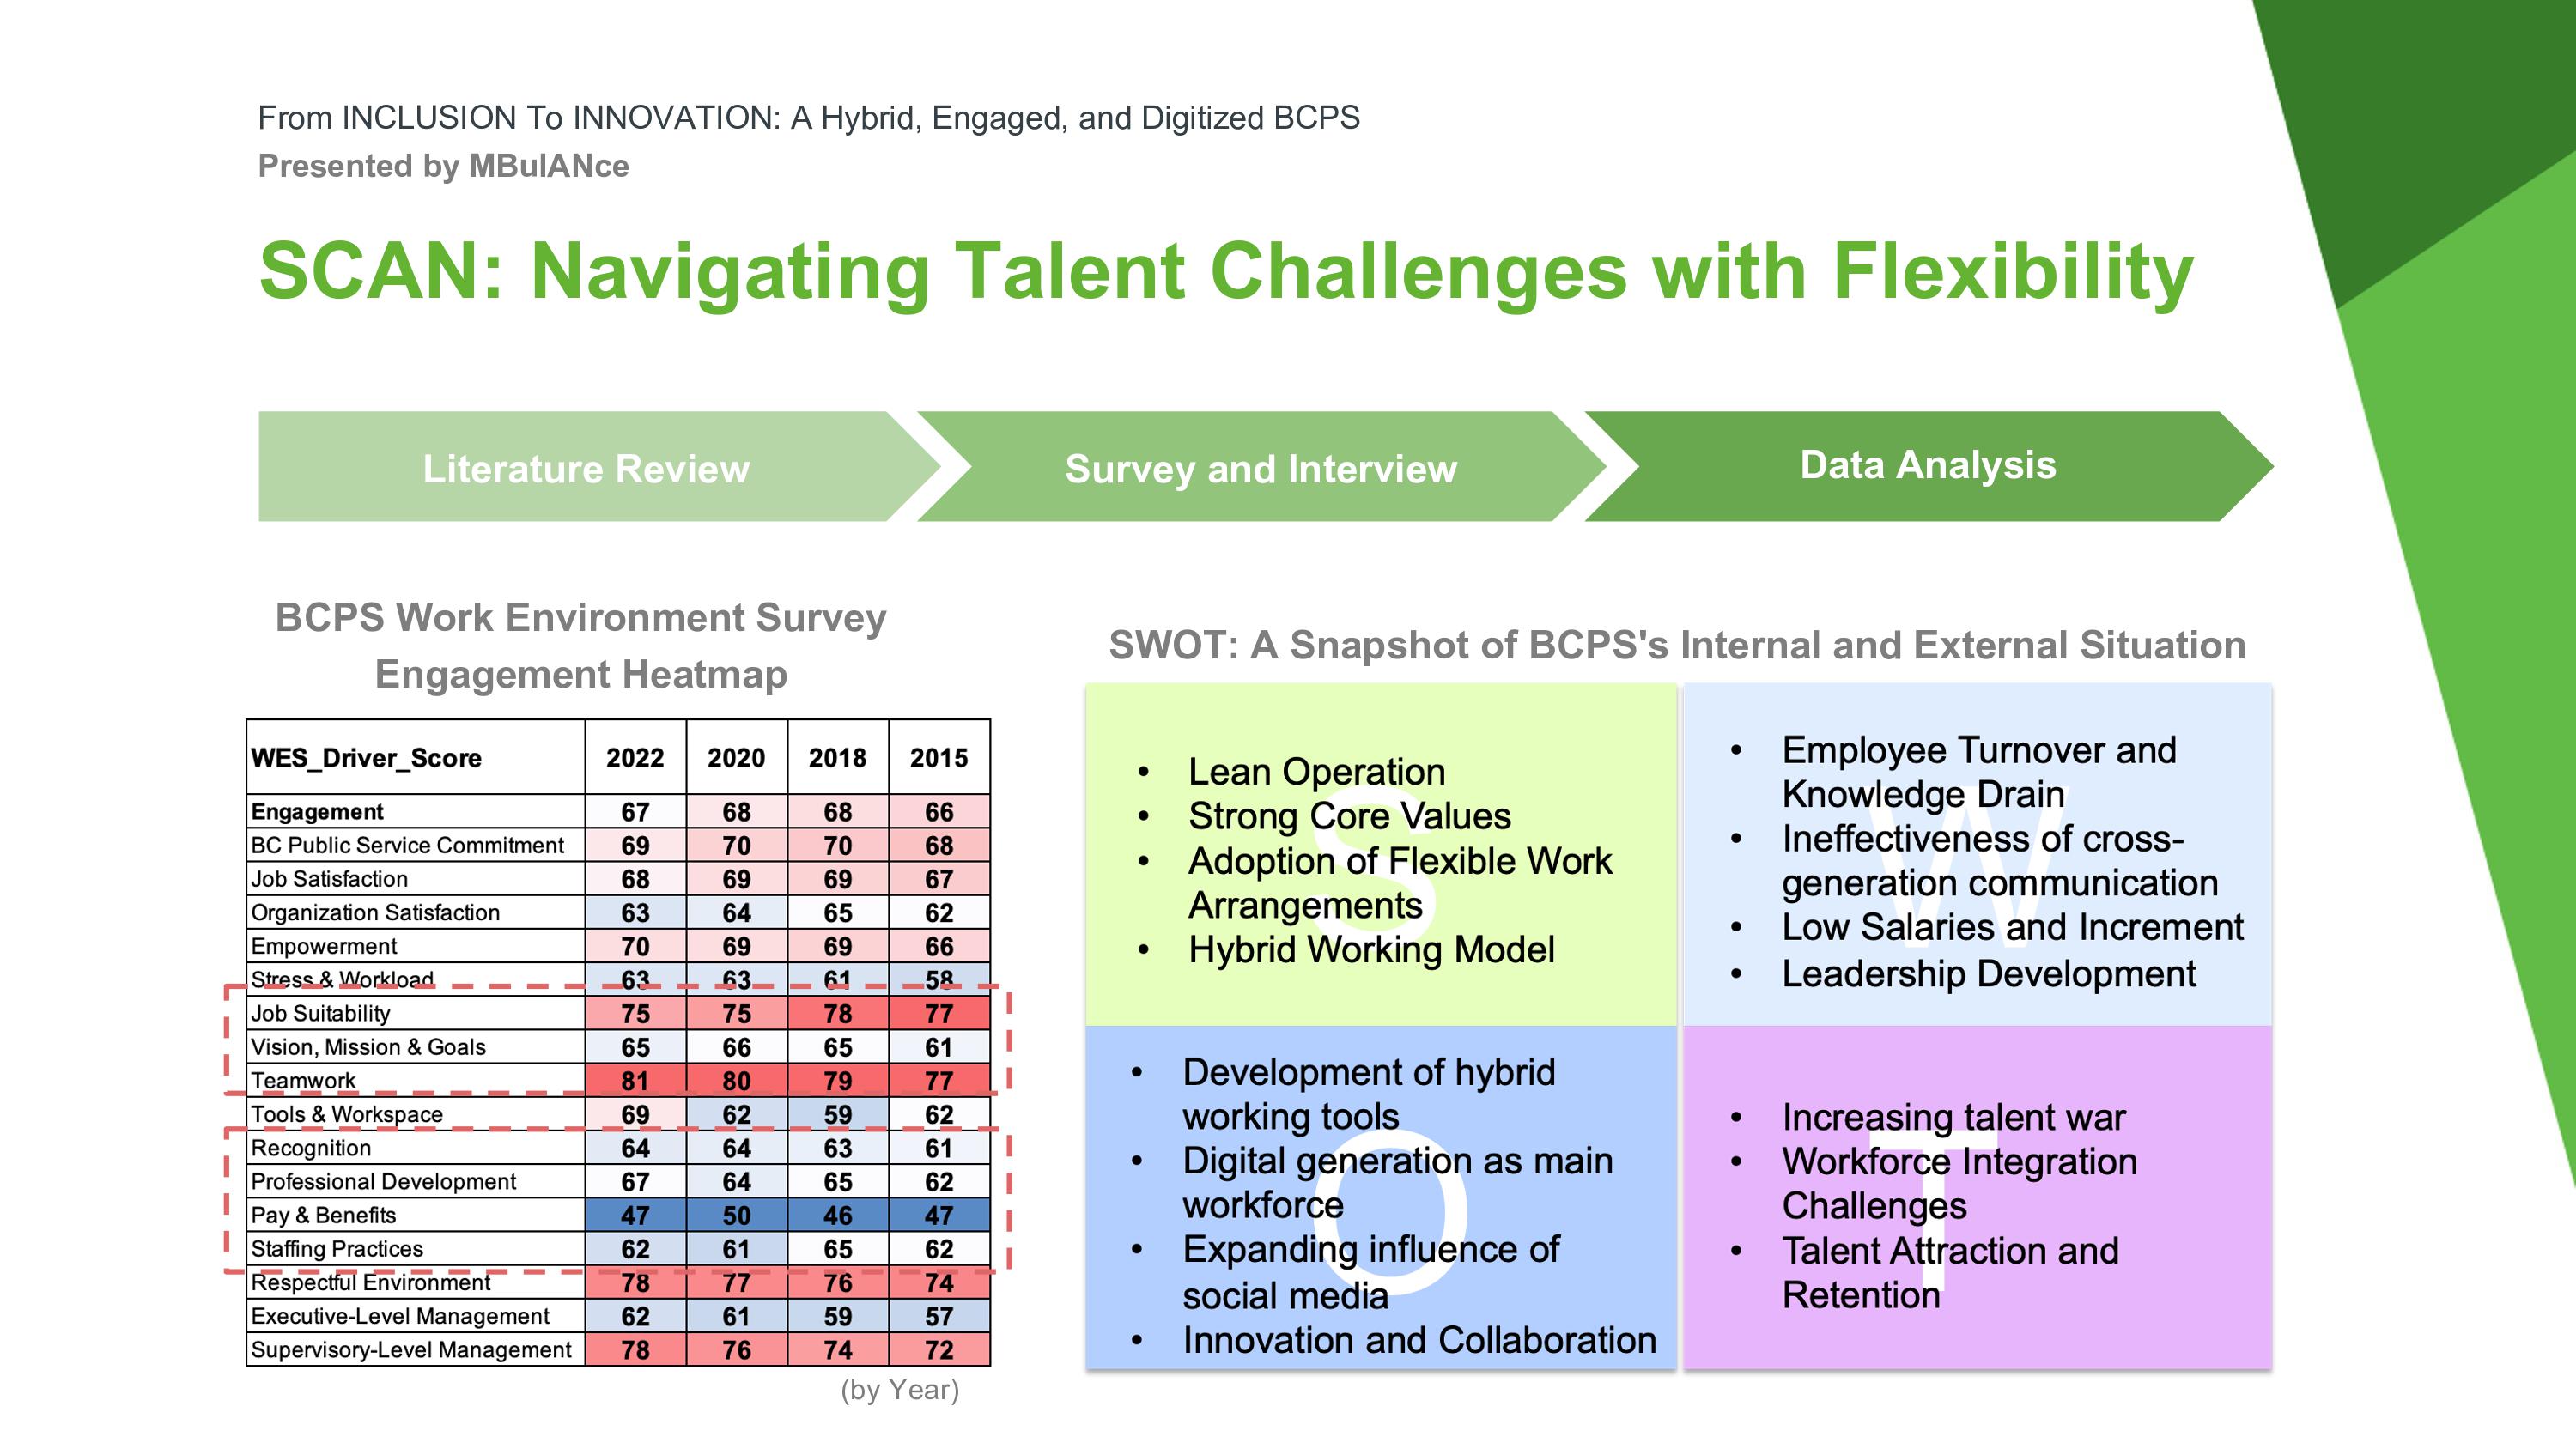 From INCLUSION To INNOVATION: A Hybrid, Engaged, and Digitized BCPS
Presented by MBulANce
SCAN: Navigating Talent Challenges with Flexibility
Literature Review
Survey and Interview
Data Analysis
BCPS Work Environment Survey
Engagement Heatmap
WES_Driver_Score 2022 2020 2018 2015
Engagement 67 68 68 66
BC Public Service Commitment 69 70 70 68
Job Satisfaction 68 69 69 67
Organization Satisfaction 63 64 65 62
Empowerment 70 69 69 66
Stress & Workload 63 63 61 58
Job Suitability 75 75 78 77
Vision, Mission & Goals 65 66 65 61
Teamwork 81 80 79 77
Tools & Workspace 69 62 59 62
Recognition 64 64 63 61
Professional Development 67 64 65 62
Pay & Benefits 47 50 46 47
Staffing Practices 62 61 65 62
Respectful Environment 78 77 76 74
Executive-Level Management 62 61 59 57
Supervisory-Level Management 78 76 74 72
(by Year)
SWOT: A Snapshot of BCPS's Internal and External Situation
S
• Lean Operation
• Strong Core Values
• Adoption of Flexible Work
Arrangements
• Hybrid Working Model
W
• Employee Turnover and
Knowledge Drain
• Ineffectiveness of cross-
generation communication
• Low Salaries and Increment
• Leadership Development
O
• Development of hybrid
working tools
• Digital generation as main
workforce
• Expanding influence of
social media
• Innovation and Collaboration
T
• Increasing talent war
• Workforce Integration
Challenges
• Talent Attraction and
Retention